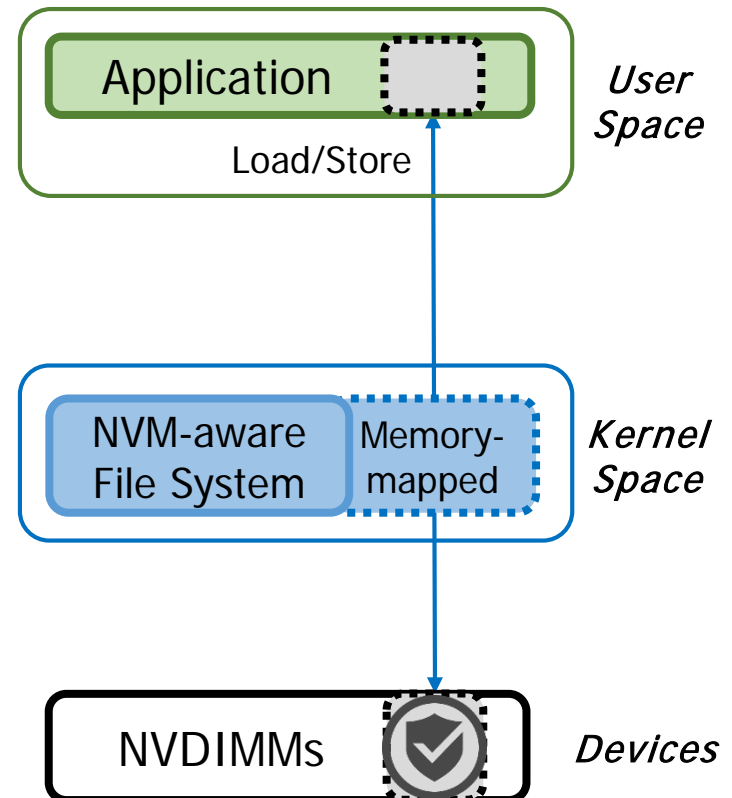 Application
User
Space
Load/Store
NVM-aware
File System
Memory-
mapped
Kernel
Space
NVDIMMs
Devices